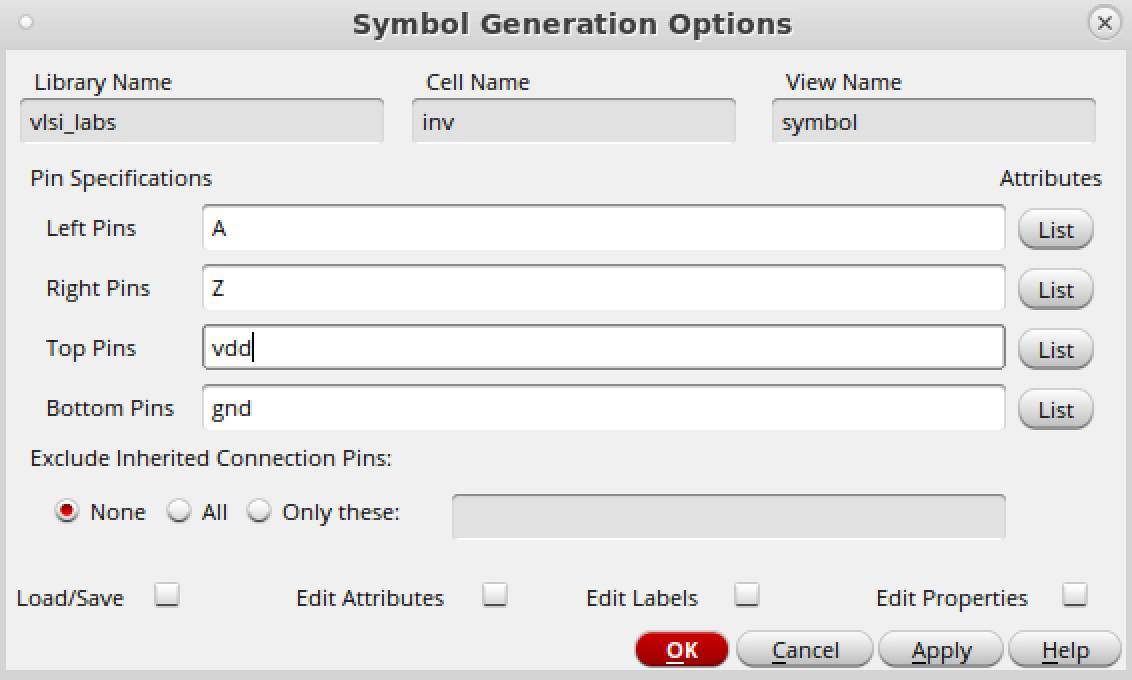 Symbol Generation Options
Library Name Cell Name View Name
vlsi_labs inv symbol
Pin Specifications Attributes
Left Pins A List
Right Pins Z List
Top Pins vdd List
Bottom Pins gnd List
Exclude Inherited Connection Pins:
None All Only these:
Load/Save Edit Attributes Edit Labels Edit Properties
OK Cancel Apply Help